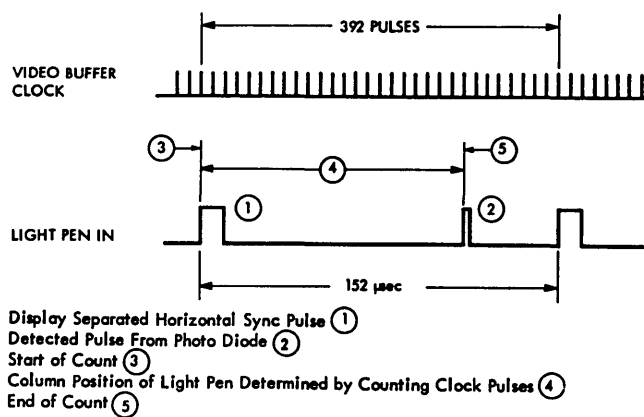 392 PULSES
VIDEO BUFFER
CLOCK
3
5
4
1
2
LIGHT PEN IN
152 μsec
Display Separated Horizontal Sync Pulse 1
Detected Pulse From Photo Diode 2
Start of Count 3
Column Position of Light Pen Determined by Counting Clock Pulses 4
End of Count 5